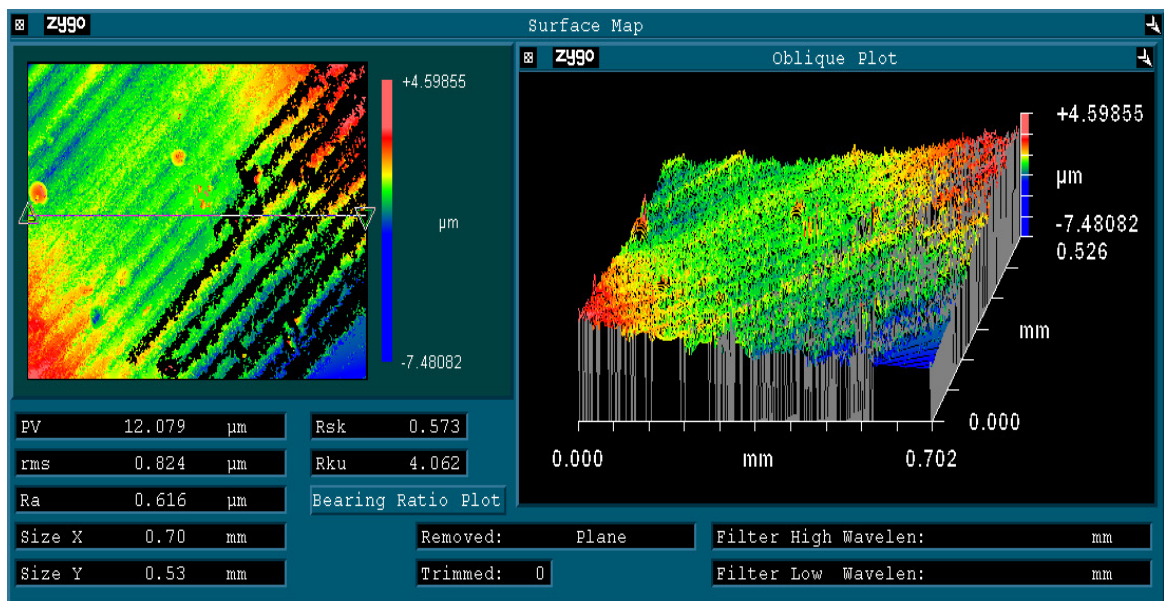 zygo Surface Map
+4.59855
µm
-7.48082
zygo Oblique Plot
+4.59855
µm
-7.48082
0.526
mm
0.000
0.000 mm 0.702
PV 12.079 µm
rms 0.824 µm
Ra 0.616 µm
Size X 0.70 mm
Size Y 0.53 mm
Rsk 0.573
Rku 4.062
Bearing Ratio Plot
Removed: Plane
Trimmed: 0
Filter High Wavelen: mm
Filter Low Wavelen: mm